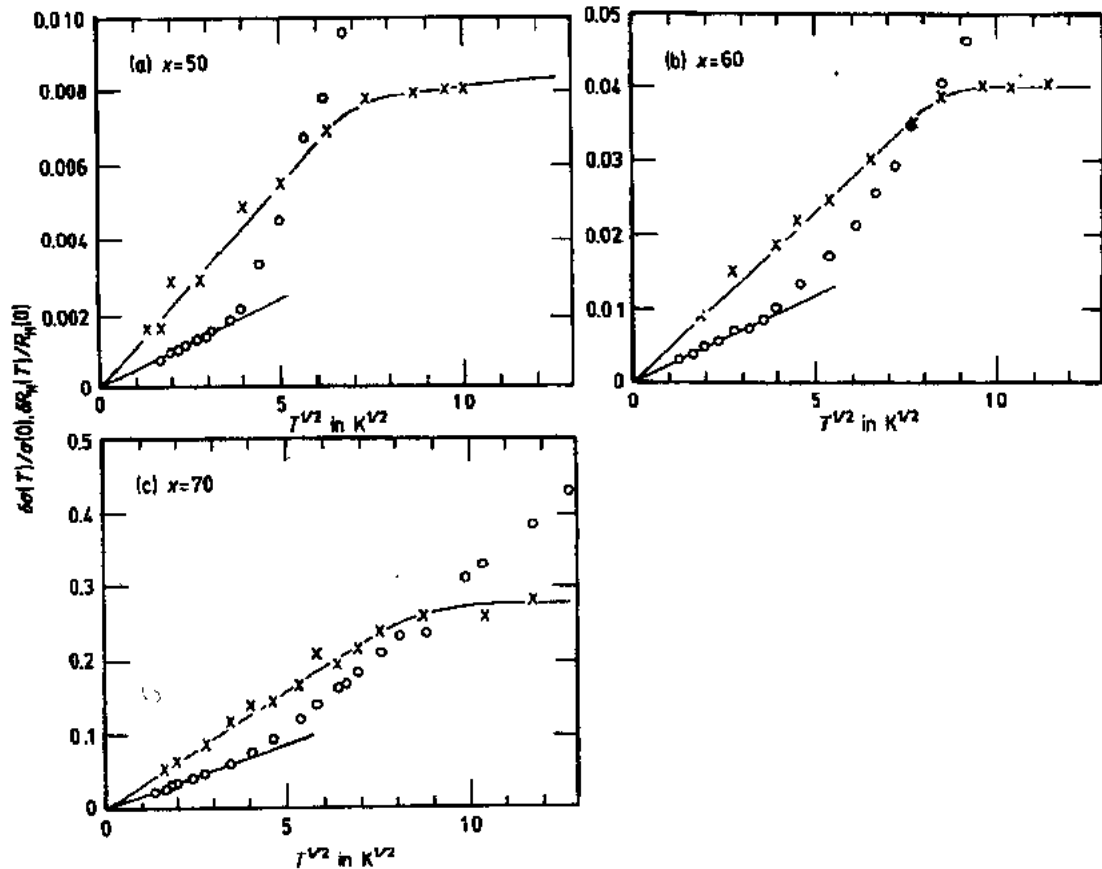 (a) x=50
0.010
0.008
0.006
0.004
0.002
0
0 5 10
T^1/2 in K^1/2
(b) x=60
0.05
0.04
0.03
0.02
0.01
0
0 5 10
T^1/2 in K^1/2
δσ(T)/σ(0), δR_H(T)/R_H(0)
(c) x=70
0.5
0.4
0.3
0.2
0.1
0
0 5 10
T^1/2 in K^1/2